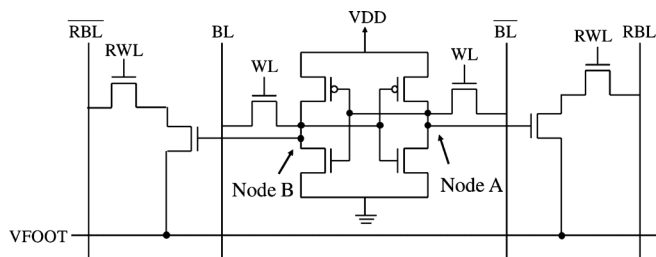 RBL
BL
VDD
BL
RBL
RWL
WL
WL
RWL
Node B
Node A
VFOOT